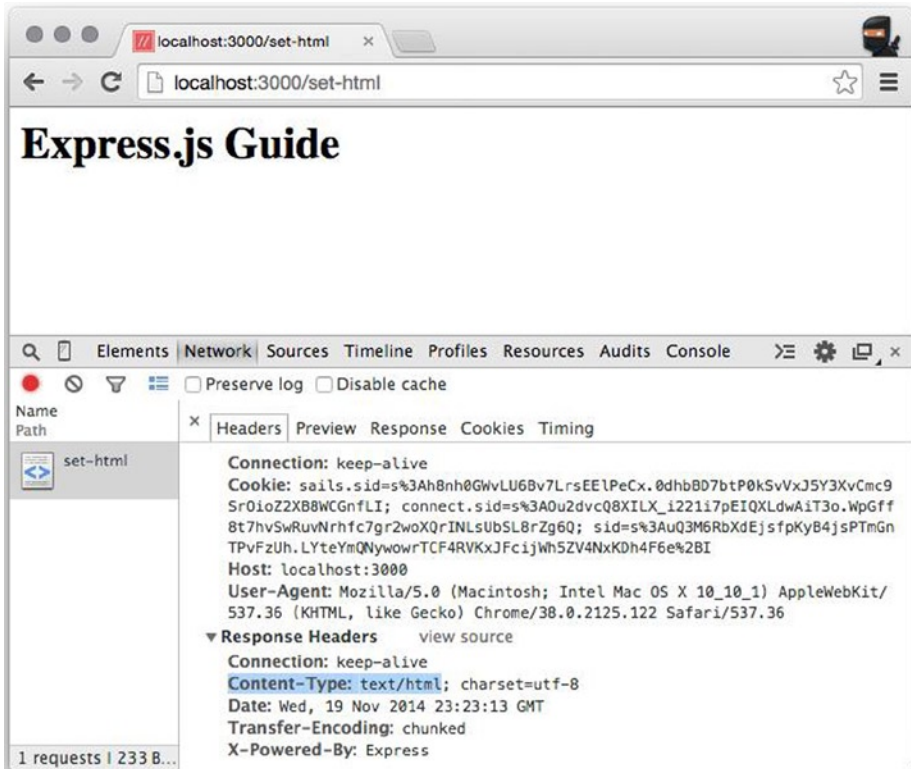 localhost:3000/set-html
localhost:3000/set-html
Express.js Guide
Elements Network Sources Timeline Profiles Resources Audits Console
Preserve log Disable cache
Name
Path
Headers Preview Response Cookies Timing
set-html
Connection: keep-alive
Cookie: sails.sid=s%3Ah8nh0GWvLU6Bv7LrsEElPeCx.0dhbBD7btP0kSvVxJ5Y3XvCmc9
SrOioZ2XB8WCGnfLI; connect.sid=s%3AOu2dvcQ8XILX_i221i7pEIQXLdwAiT3o.WpGff
8t7hvSwRuvNrhfc7gr2woXQrINLsUbSL8rZg6Q; sid=s%3AuQ3M6RbXdEjsfpKyB4jsPTmGn
TPvFzUh.LYteYmQNywowrTCF4RVKxJFcijWh5ZV4NxKDh4F6e%2BI
Host: localhost:3000
User-Agent: Mozilla/5.0 (Macintosh; Intel Mac OS X 10_10_1) AppleWebKit/
537.36 (KHTML, like Gecko) Chrome/38.0.2125.122 Safari/537.36
Response Headers view source
Connection: keep-alive
Content-Type: text/html; charset=utf-8
Date: Wed, 19 Nov 2014 23:23:13 GMT
Transfer-Encoding: chunked
X-Powered-By: Express
1 requests | 233 B...